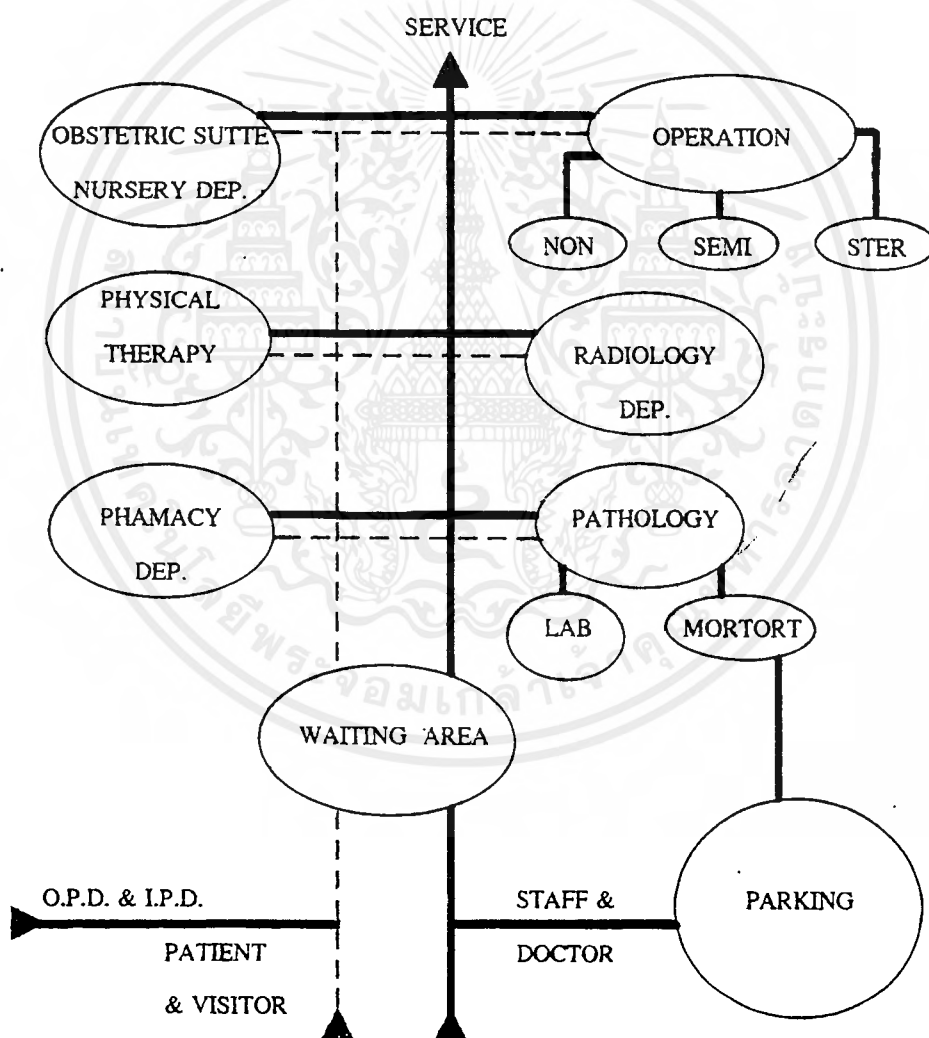 SERVICE
OBSTETRIC SUTTE
NURSERY DEP.
OPERATION
NON
SEMI
STER
PHYSICAL
THERAPY
RADIOLOGY
DEP.
PHAMACY
DEP.
PATHOLOGY
LAB
MORTORT
WAITING AREA
O.P.D. & I.P.D.
PATIENT
& VISITOR
STAFF &
DOCTOR
PARKING